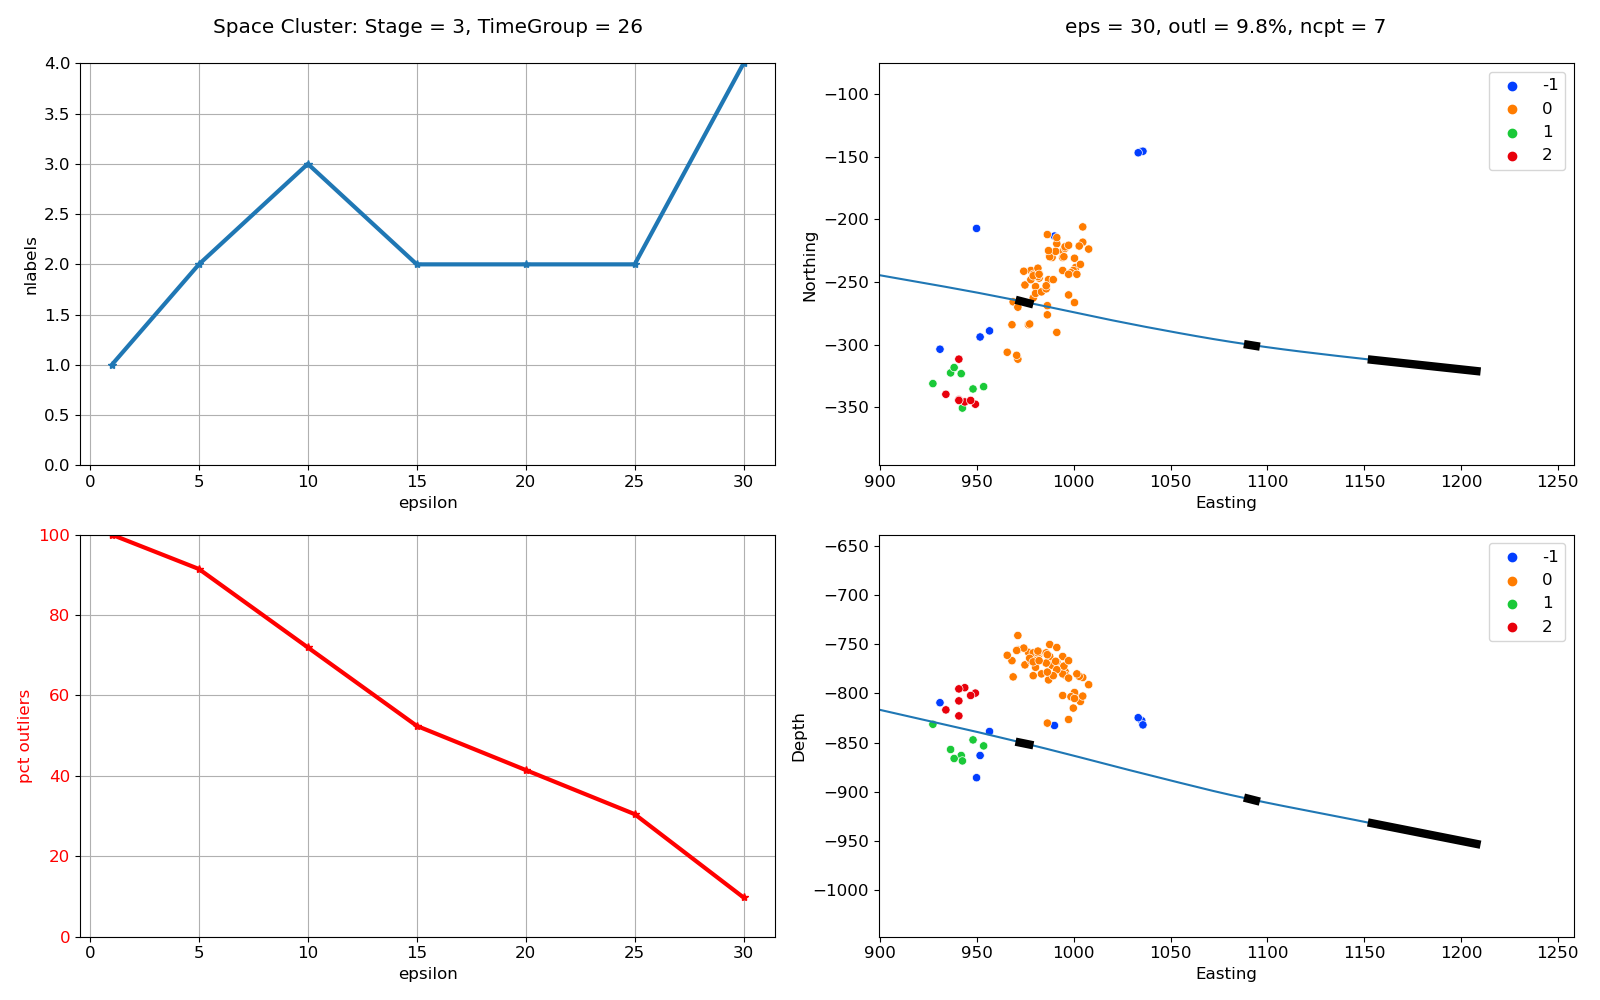 Space Cluster: Stage = 3, TimeGroup = 26
4.0
3.5
3.0
2.5
2.0
1.5
1.0
0.5
0.0
nlabels
0 5 10 15 20 25 30
epsilon
eps = 30, outl = 9.8%, ncpt = 7
−100
−150
−200
−250
−300
−350
Northing
-1
0
1
2
900 950 1000 1050 1100 1150 1200 1250
Easting
100
80
60
40
20
0
pct outliers
0 5 10 15 20 25 30
epsilon
−650
−700
−750
−800
−850
−900
−950
−1000
Depth
-1
0
1
2
900 950 1000 1050 1100 1150 1200 1250
Easting